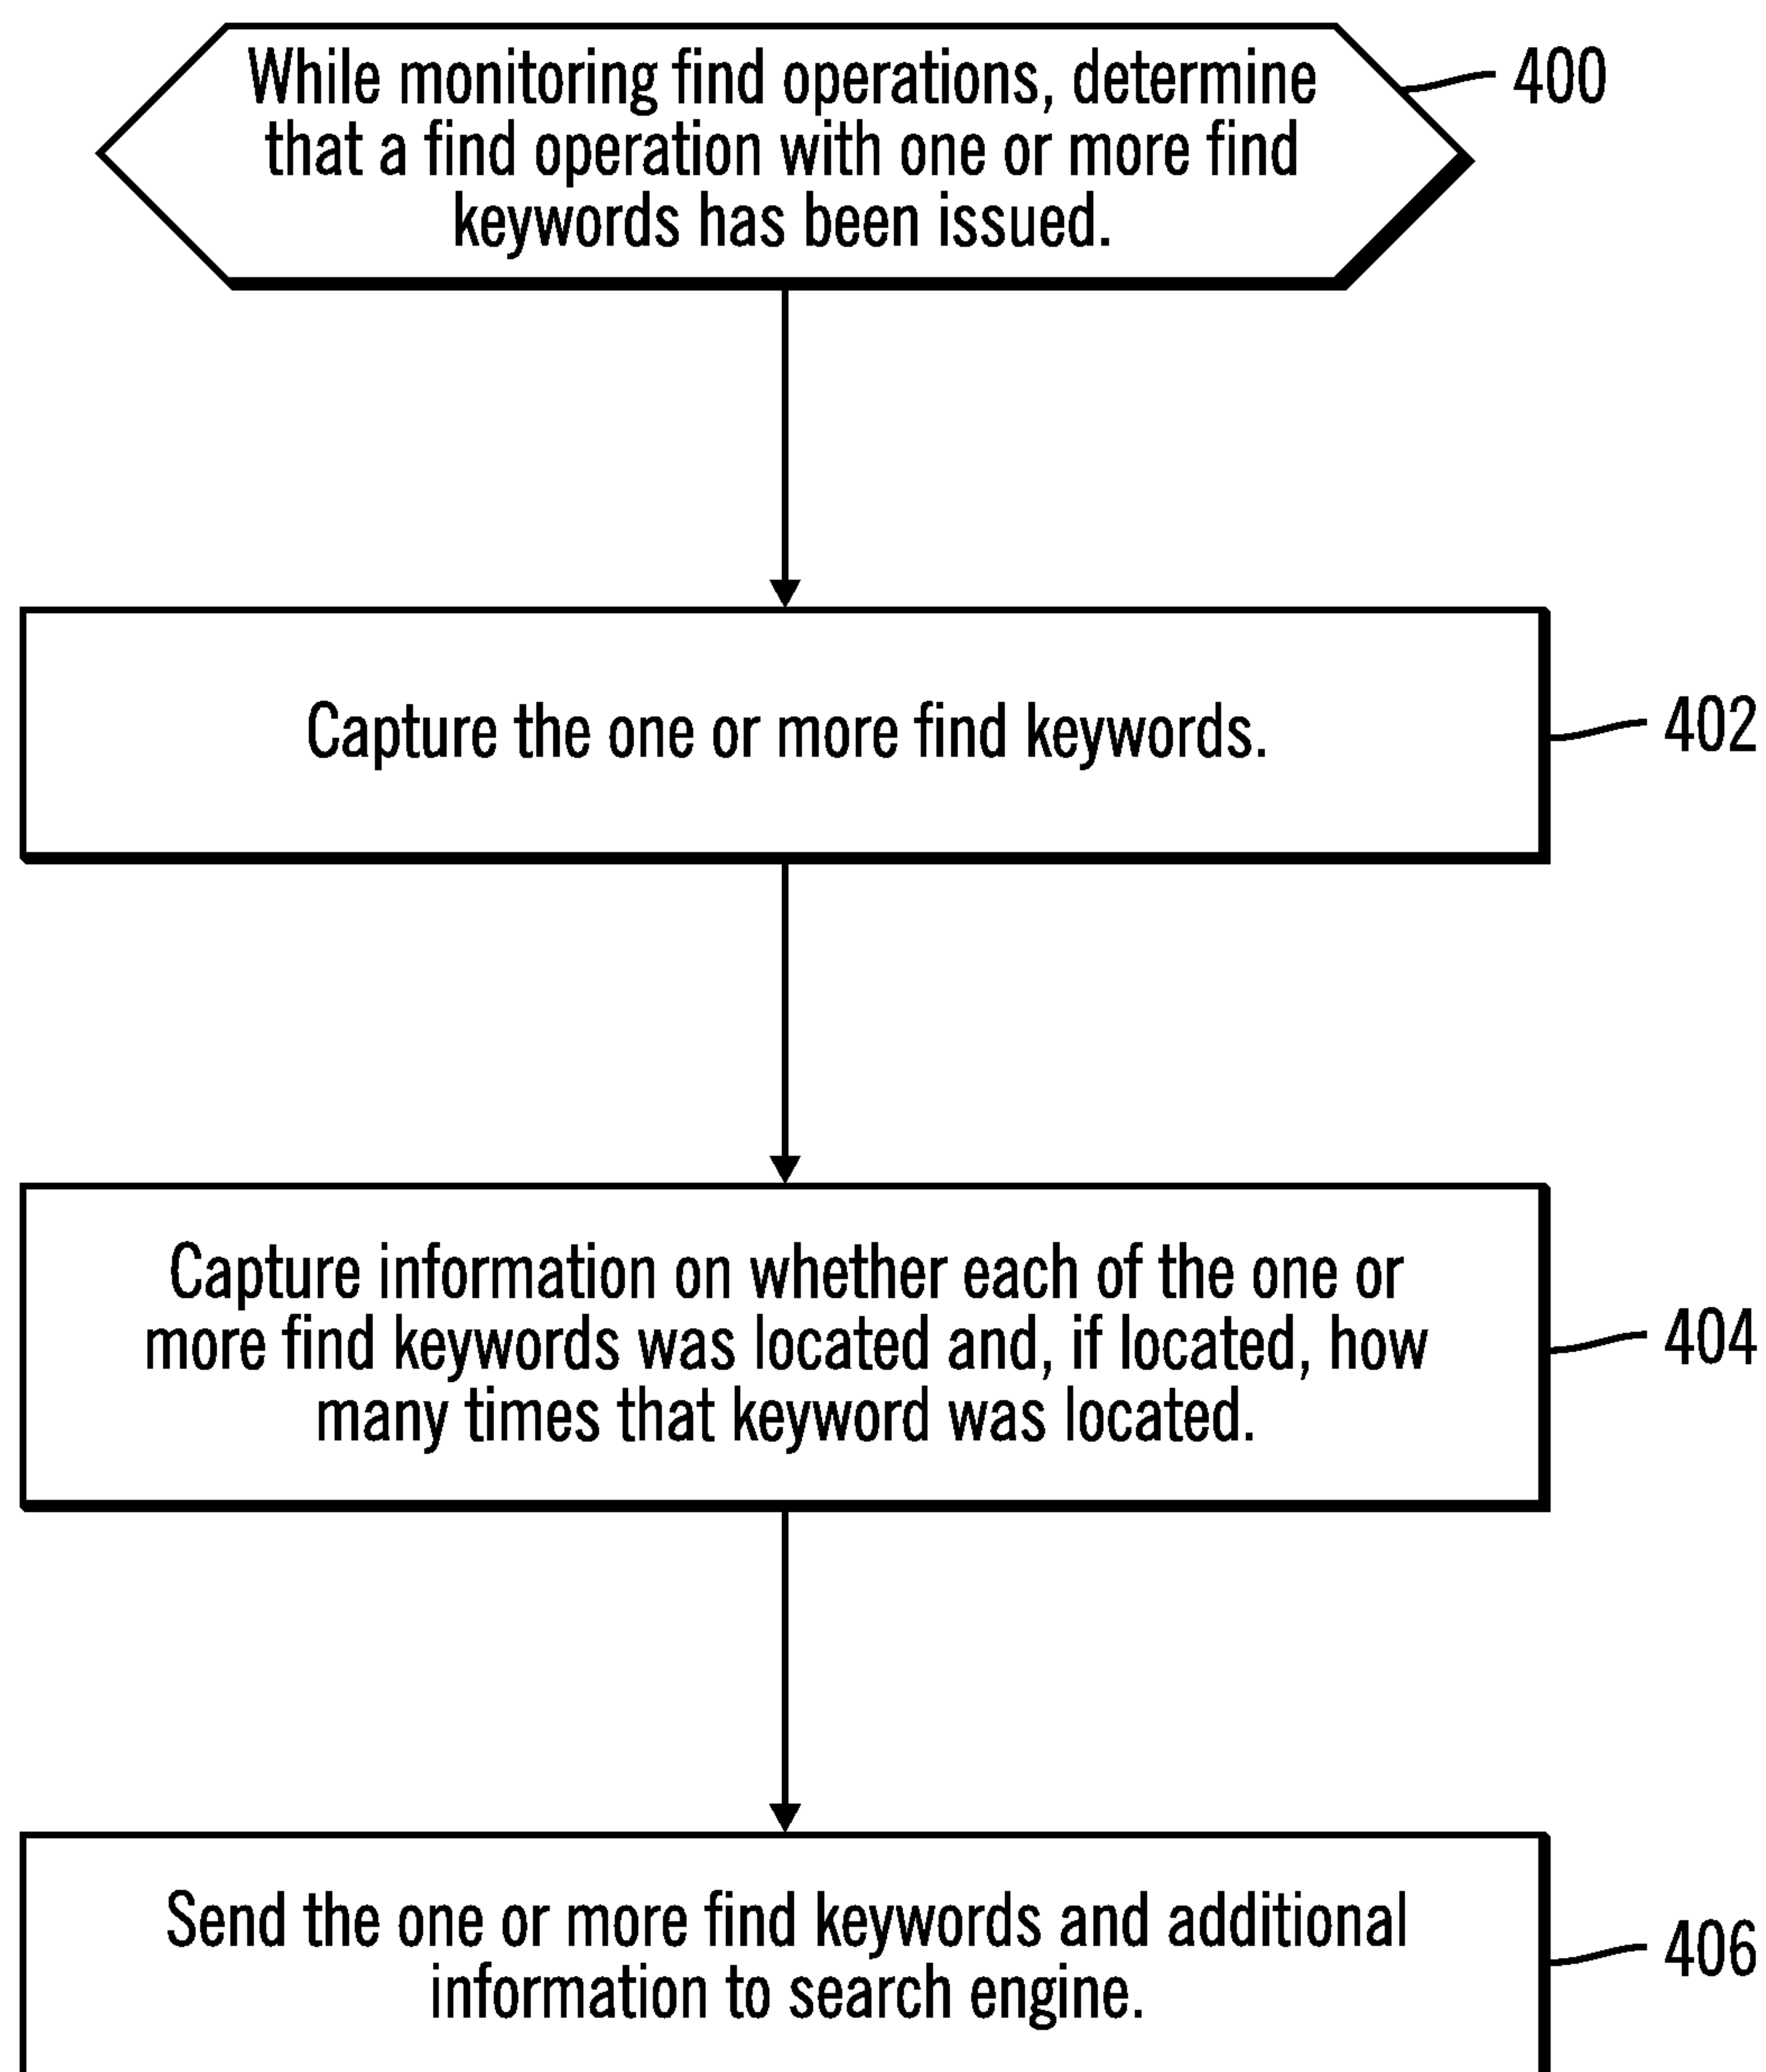 While monitoring find operations, determine
that a find operation with one or more find
keywords has been issued.
400
Capture the one or more find keywords.
402
Capture information on whether each of the one or
more find keywords was located and, if located, how
many times that keyword was located.
404
Send the one or more find keywords and additional
information to search engine.
406